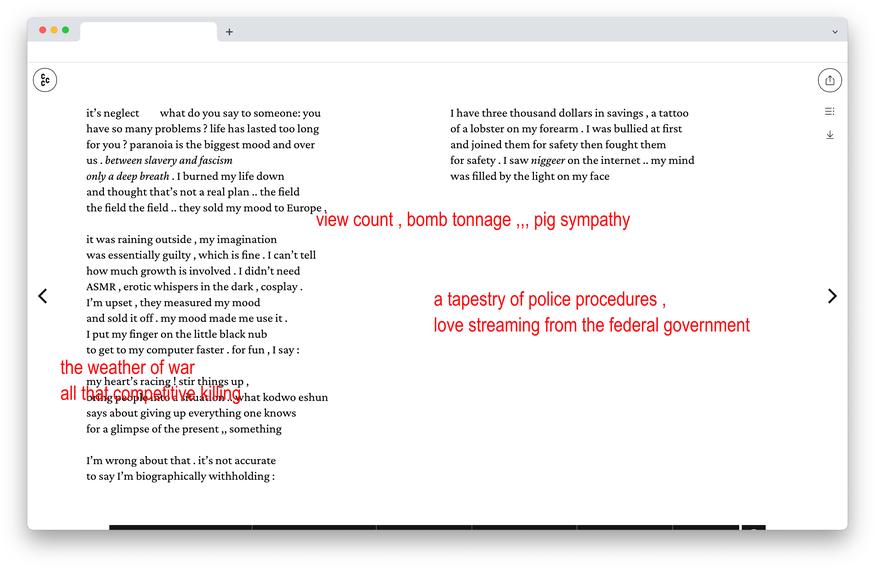 it's neglect what do you say to someone: you
have so many problems ? life has lasted too long
for you ? paranoia is the biggest mood and over
us . between slavery and fascism
only a deep breath . I burned my life down
and thought that's not a real plan .. the field
the field the field .. they sold my mood to Europe ,
it was raining outside , my imagination
was essentially guilty , which is fine . I can't tell
how much growth is involved . I didn't need
ASMR , erotic whispers in the dark , cosplay .
I'm upset , they measured my mood
and sold it off . my mood made me use it .
I put my finger on the little black nub
to get to my computer faster . for fun , I say :
the weather of war
my heart's racing ! stir things up ,
all that competitive killing
bring people into a situation .. what kodwo eshun
says about giving up everything one knows
for a glimpse of the present ,, something
I'm wrong about that . it's not accurate
to say I'm biographically withholding :
I have three thousand dollars in savings , a tattoo
of a lobster on my forearm . I was bullied at first
and joined them for safety then fought them
for safety . I saw niggeer on the internet .. my mind
was filled by the light on my face
view count , bomb tonnage ,,, pig sympathy
a tapestry of police procedures ,
love streaming from the federal government